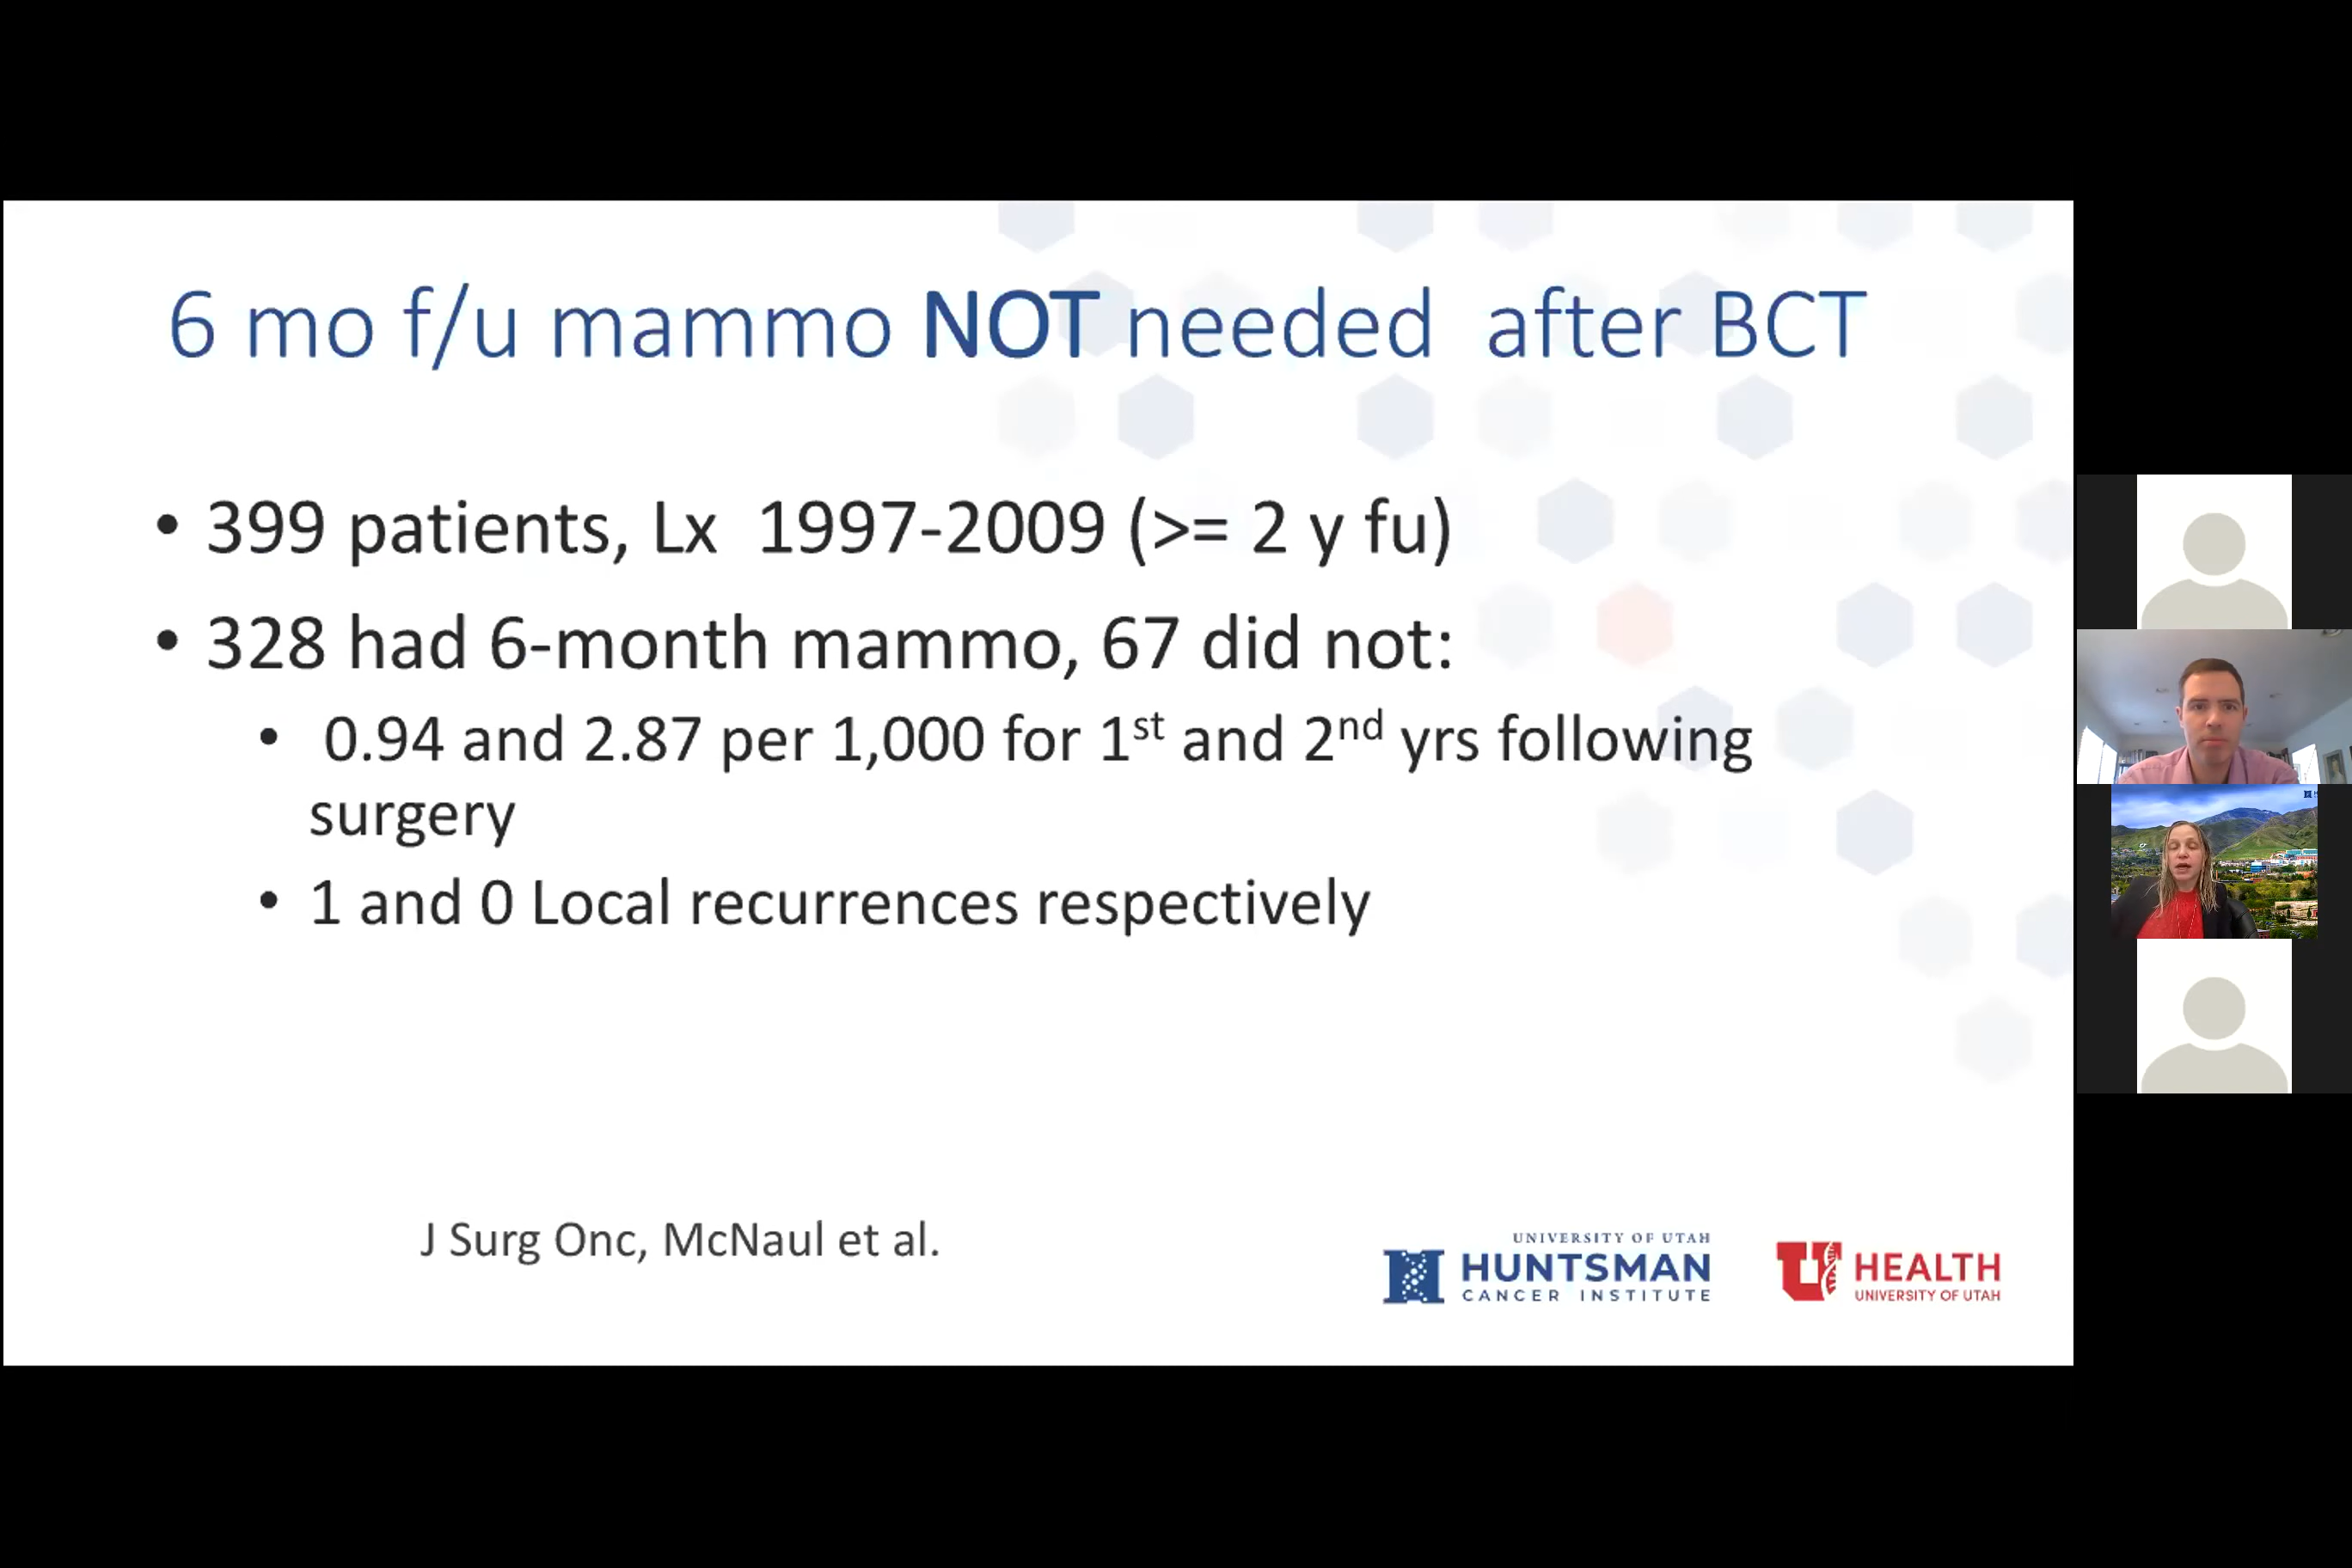 6 mo f/u mammo NOT needed after BCT
• 399 patients, Lx 1997-2009 (>= 2 y fu)
• 328 had 6-month mammo, 67 did not:
• 0.94 and 2.87 per 1,000 for 1st and 2nd yrs following
surgery
• 1 and 0 Local recurrences respectively
J Surg Onc, McNaul et al.
UNIVERSITY OF UTAH
HUNTSMAN
CANCER INSTITUTE
U HEALTH
UNIVERSITY OF UTAH